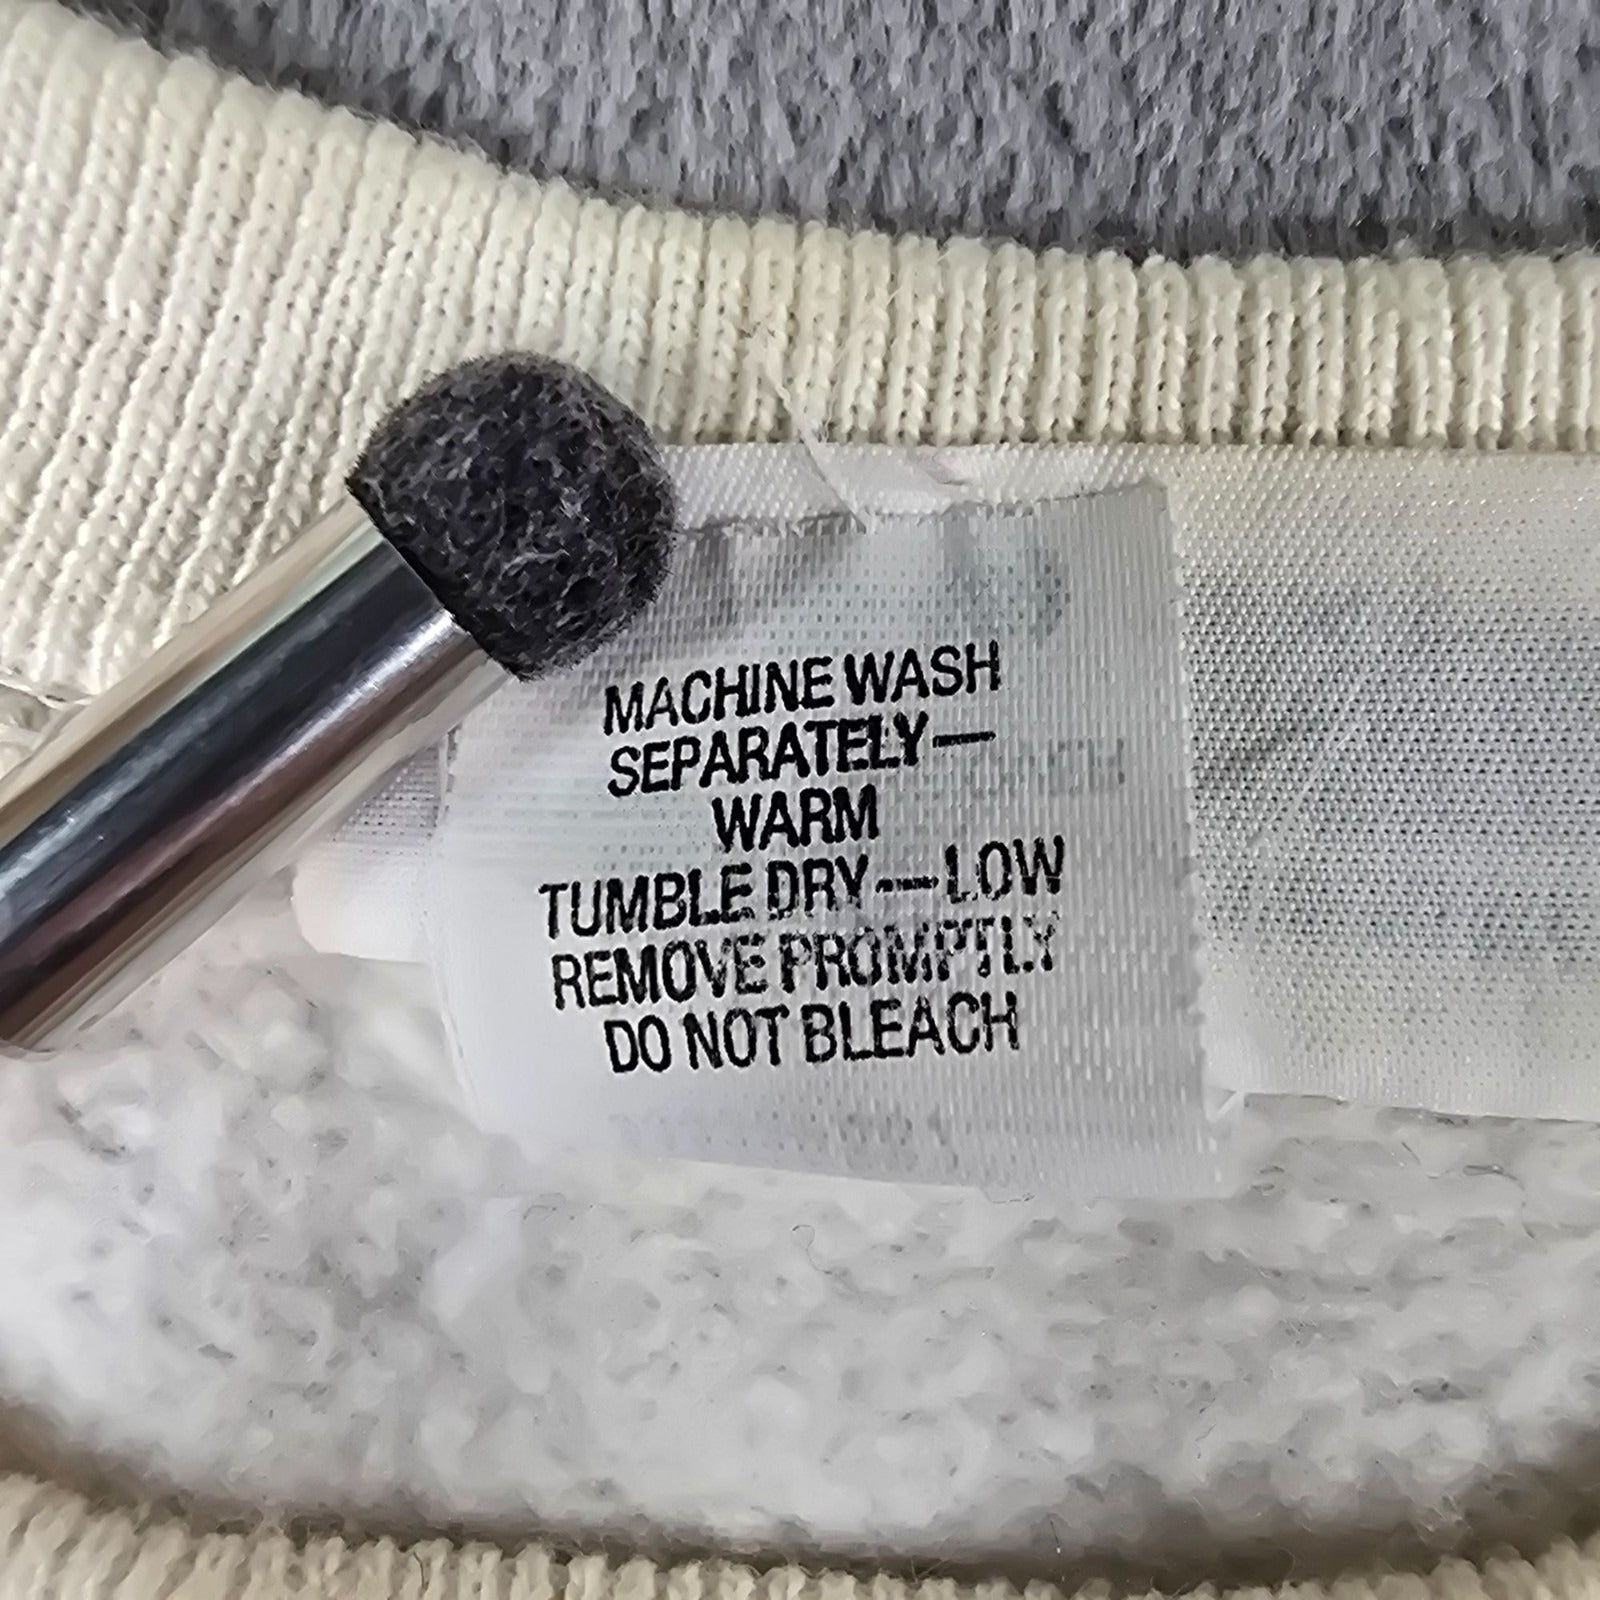 MACHINE WASH
SEPARATELY—
WARM
TUMBLE DRY—LOW
REMOVE PROMPTLY
DO NOT BLEACH